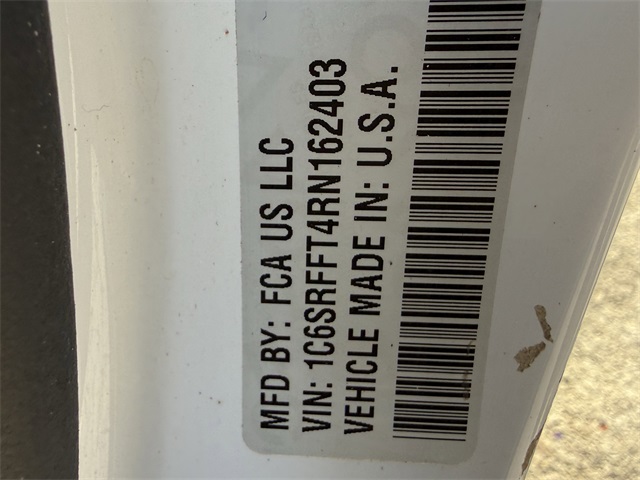 MFD BY: FCA US LLC
VIN: 1C6SRFFT4RN162403
VEHICLE MADE IN: U.S.A.